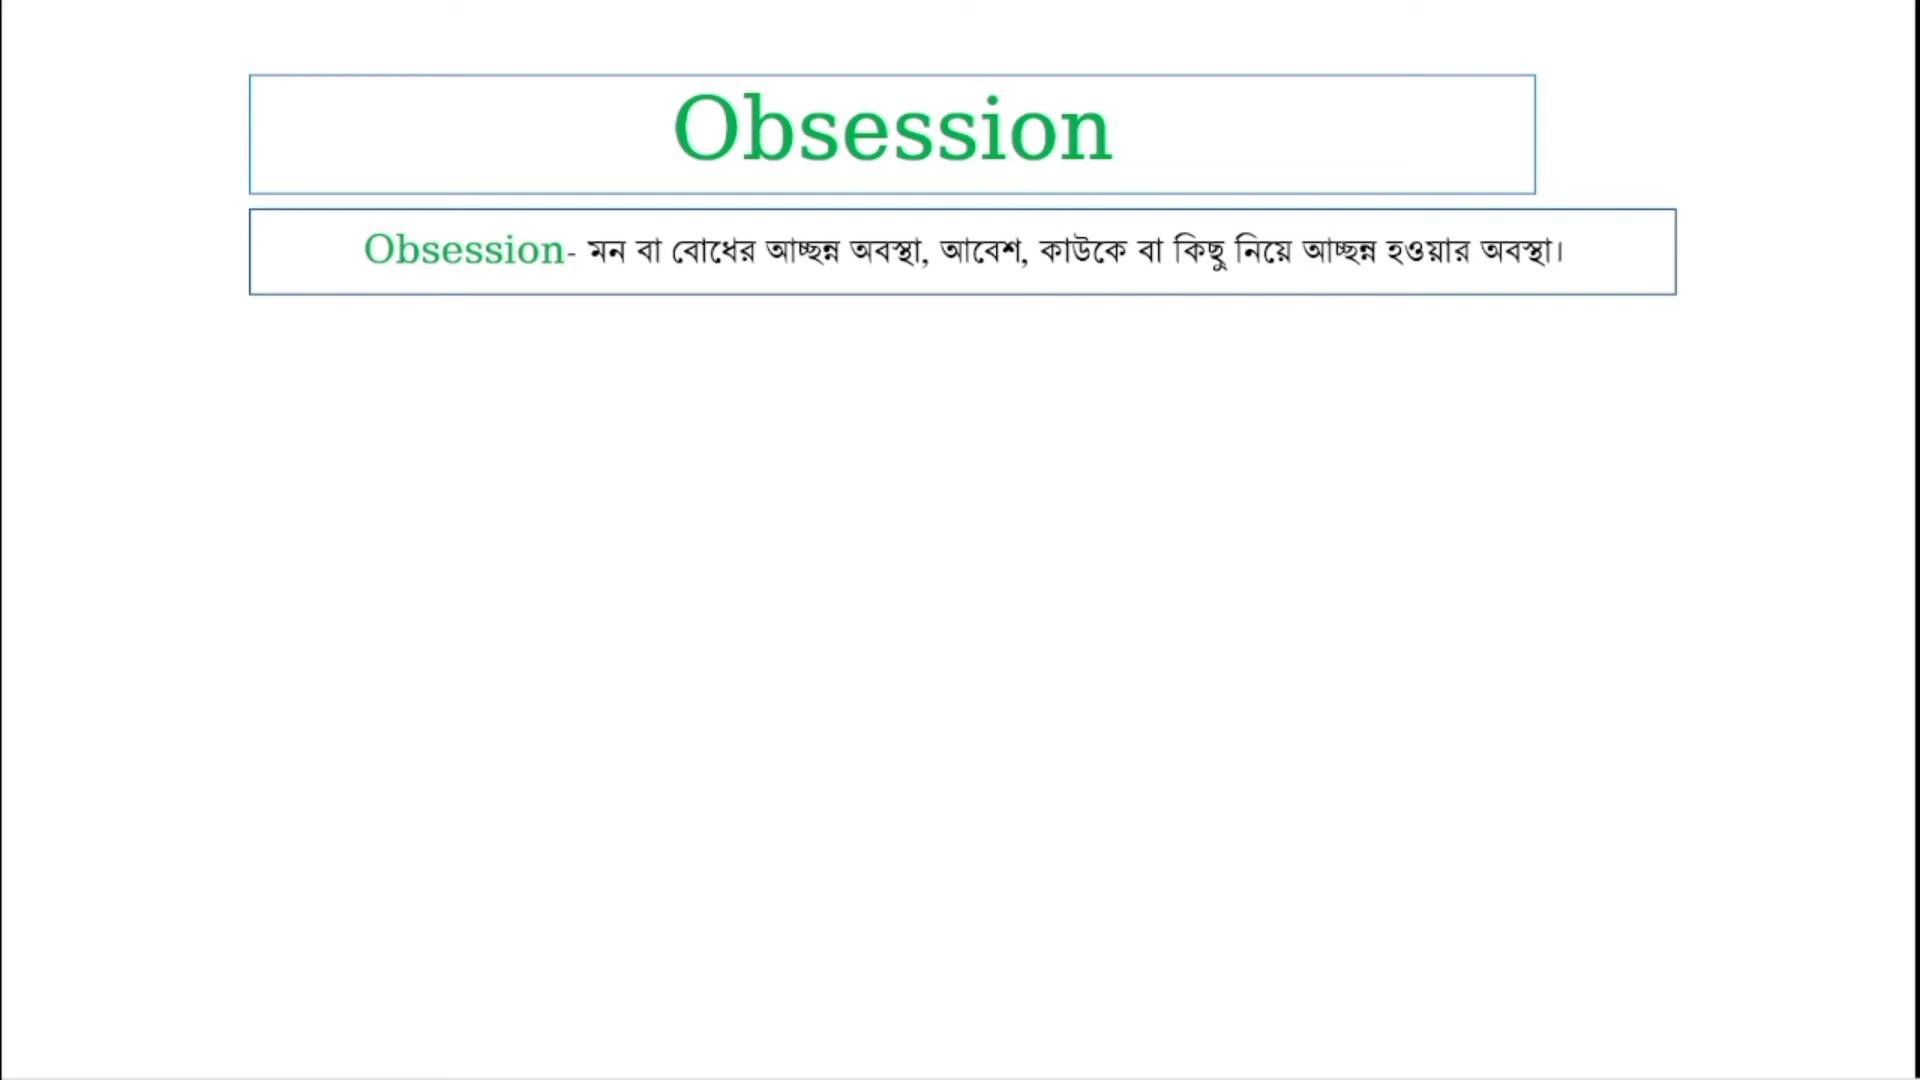 Obsession
Obsession- মন বা বোধের আচ্ছন্ন অবস্থা, আবেশ, কাউকে বা কিছু নিয়ে আচ্ছন্ন হওয়ার অবস্থা।